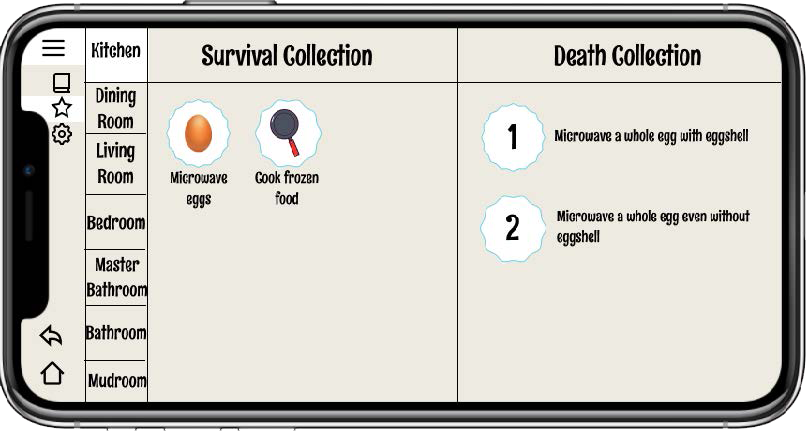 Kitchen
Dining
Room
Living
Room
Bedroom
Master
Bathroom
Bathroom
Mudroom
Survival Collection
Microwave
eggs
Cook frozen
food
Death Collection
1
Microwave a whole egg with eggshell
2
Microwave a whole egg even without
eggshell